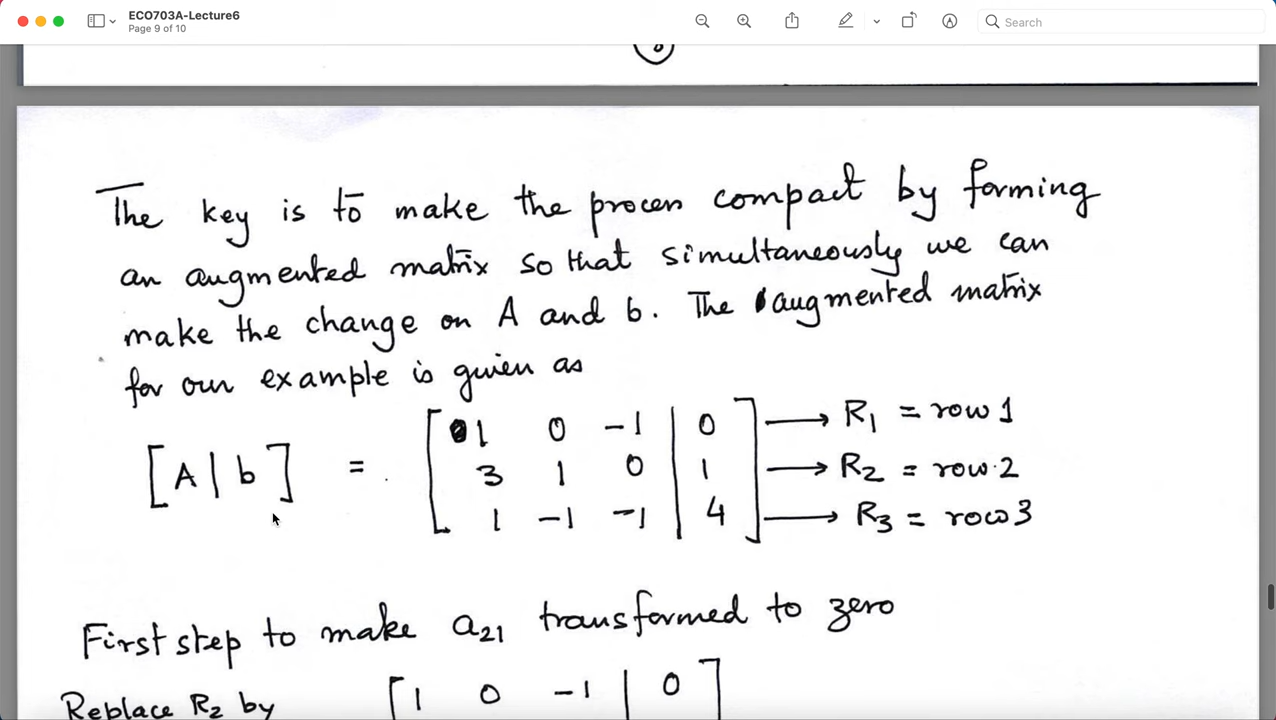 ECO703A-Lecture6
Page 9 of 10
Search
The key is to make the process compact by forming
an augmented matrix so that simultaneously we can
make the change on A and b. The augmented matrix
for our example is given as
[A | b] = [ 1 0 -1 | 0 ] → R₁ = row 1
3 1 0 | 1 → R₂ = row 2
1 -1 -1 | 4 → R₃ = row 3
First step to make a₂₁ transformed to zero
Replace R₂ by [ 1 0 -1 | 0 ]